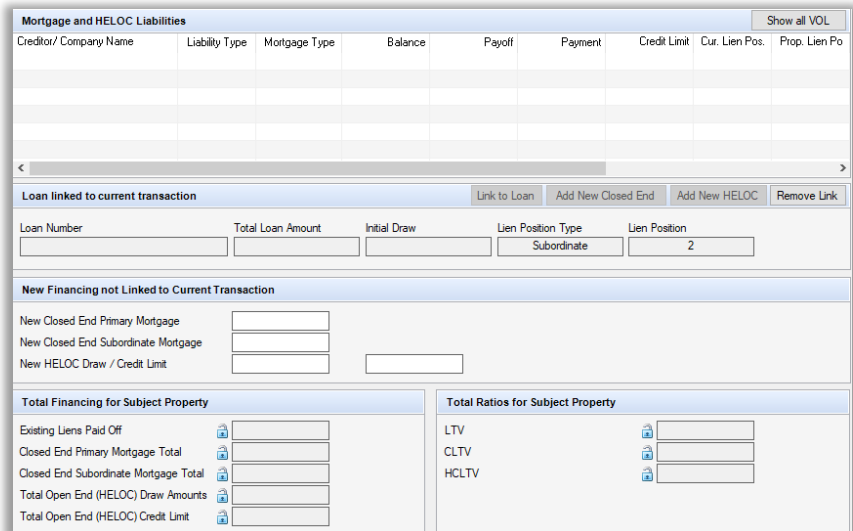 Mortgage and HELOC Liabilities Show all VOL
Creditor/ Company Name Liability Type Mortgage Type Balance Payoff Payment Credit Limit Cur. Lien Pos. Prop. Lien Po
Loan linked to current transaction Link to Loan Add New Closed End Add New HELOC Remove Link
Loan Number Total Loan Amount Initial Draw Lien Position Type Lien Position
Subordinate 2
New Financing not Linked to Current Transaction
New Closed End Primary Mortgage
New Closed End Subordinate Mortgage
New HELOC Draw / Credit Limit
Total Financing for Subject Property
Existing Liens Paid Off
Closed End Primary Mortgage Total
Closed End Subordinate Mortgage Total
Total Open End (HELOC) Draw Amounts
Total Open End (HELOC) Credit Limit
Total Ratios for Subject Property
LTV
CLTV
HCLTV